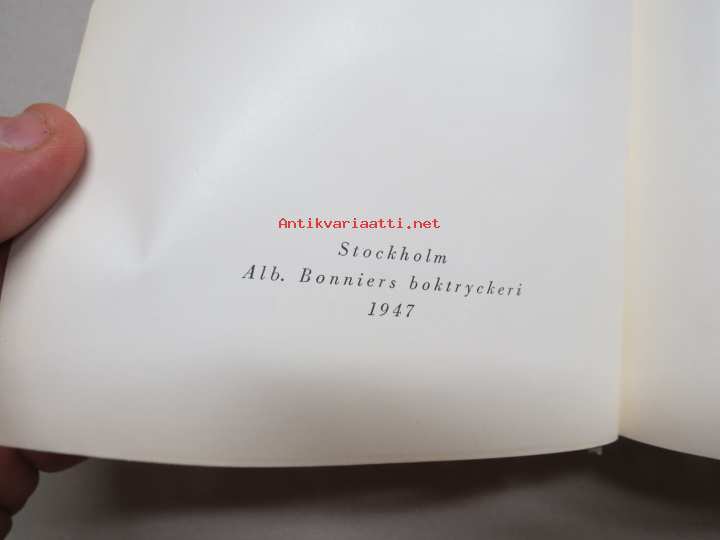 Antikvariaatti.net
Stockholm
Alb. Bonniers boktryckeri
1947